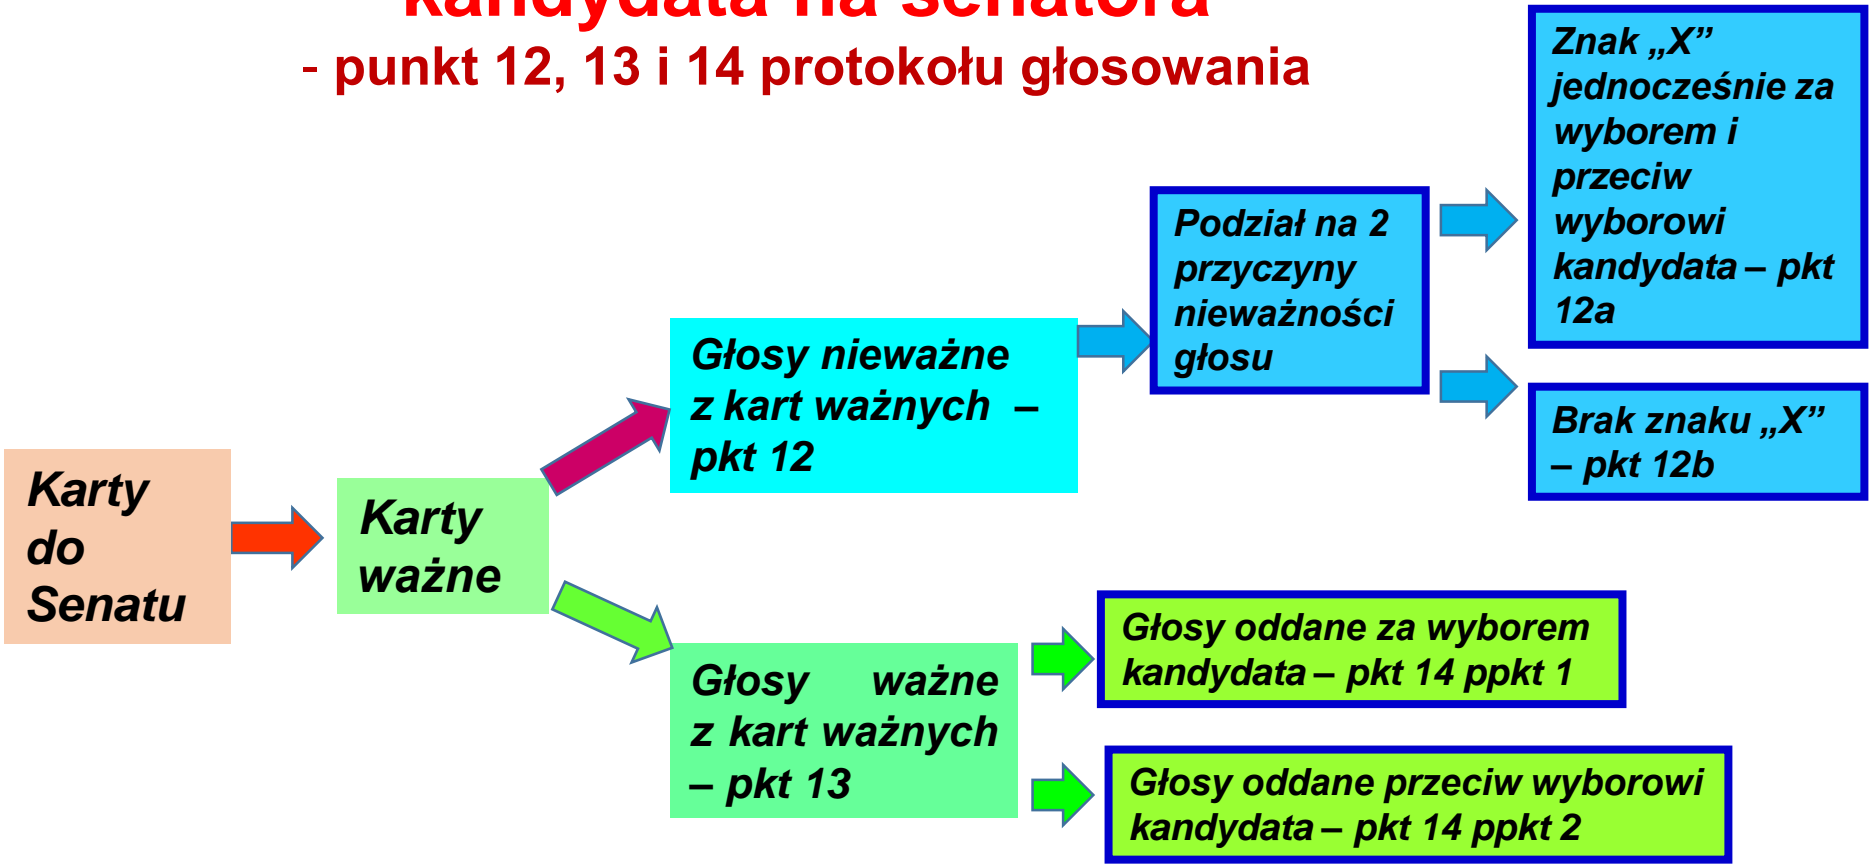 kandydata na senatora
- punkt 12, 13 i 14 protokołu głosowania
Karty
do
Senatu
Karty
ważne
Głosy nieważne
z kart ważnych –
pkt 12
Podział na 2
przyczyny
nieważności
głosu
Znak „X”
jednocześnie za
wyborem i
przeciw
wyborowi
kandydata – pkt
12a
Brak znaku „X”
– pkt 12b
Głosy ważne
z kart ważnych
– pkt 13
Głosy oddane za wyborem
kandydata – pkt 14 ppkt 1
Głosy oddane przeciw wyborowi
kandydata – pkt 14 ppkt 2